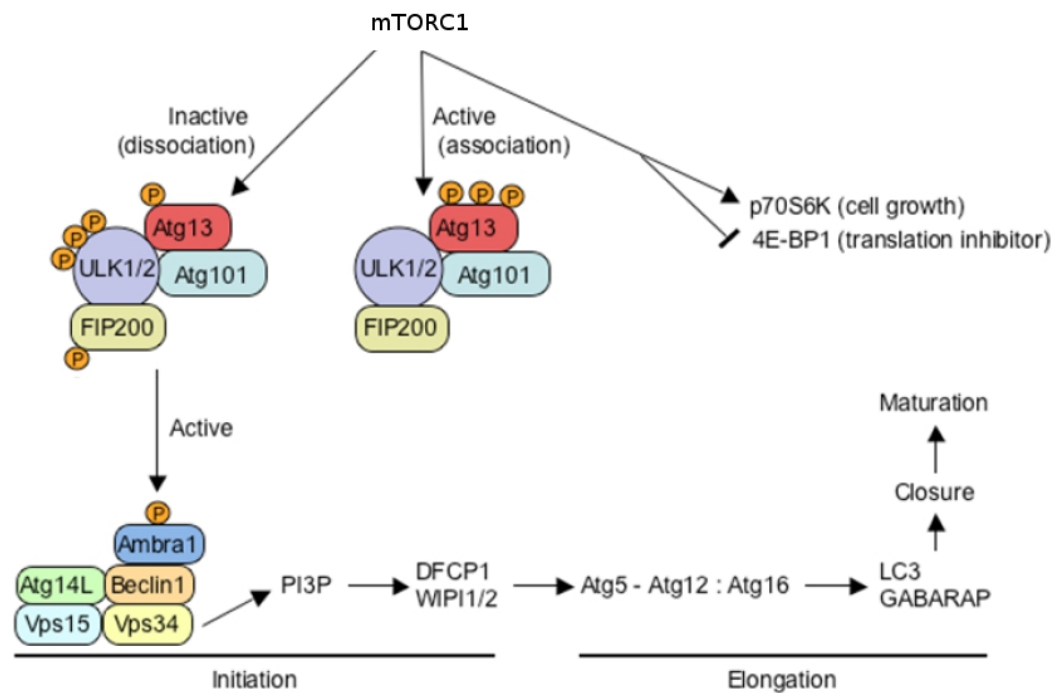 mTORC1
Inactive
(dissociation)
Active
(association)
p70S6K (cell growth)
4E-BP1 (translation inhibitor)
P
P
P
P
Atg13
ULK1/2
Atg101
FIP200
P
P
P
P
Atg13
ULK1/2
Atg101
FIP200
Active
P
Ambra1
Atg14L
Beclin1
Vps15
Vps34
PI3P
DFCP1
WIPI1/2
Atg5 - Atg12 : Atg16
LC3
GABARAP
Closure
Maturation
Initiation
Elongation